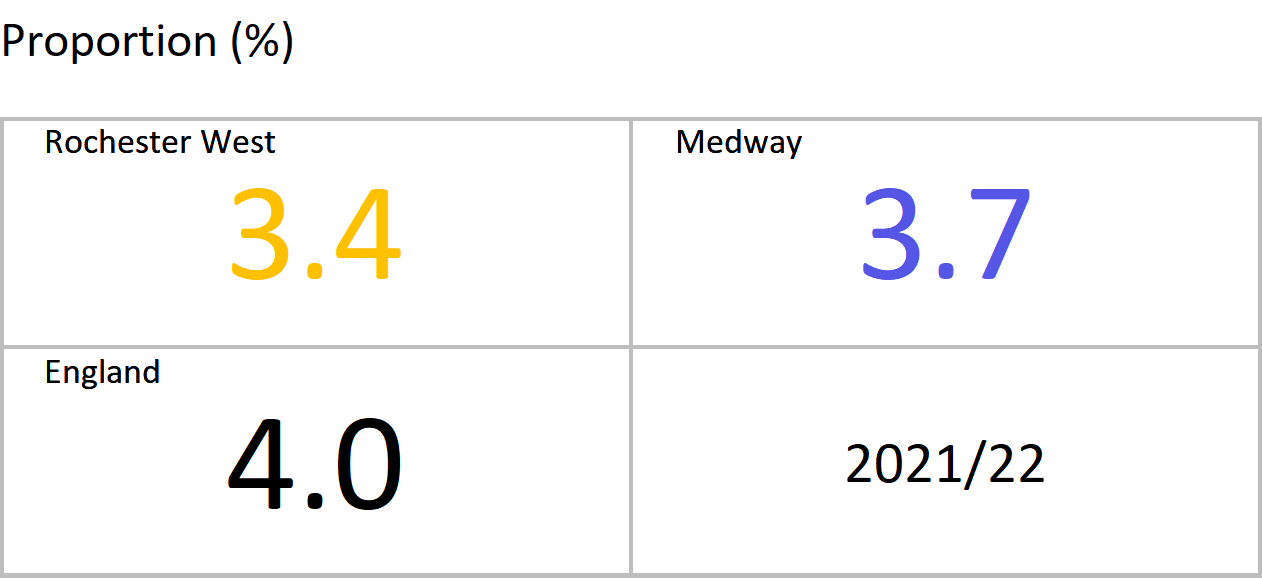 Proportion (%)
Rochester West
3.4
Medway
3.7
England
4.0
2021/22